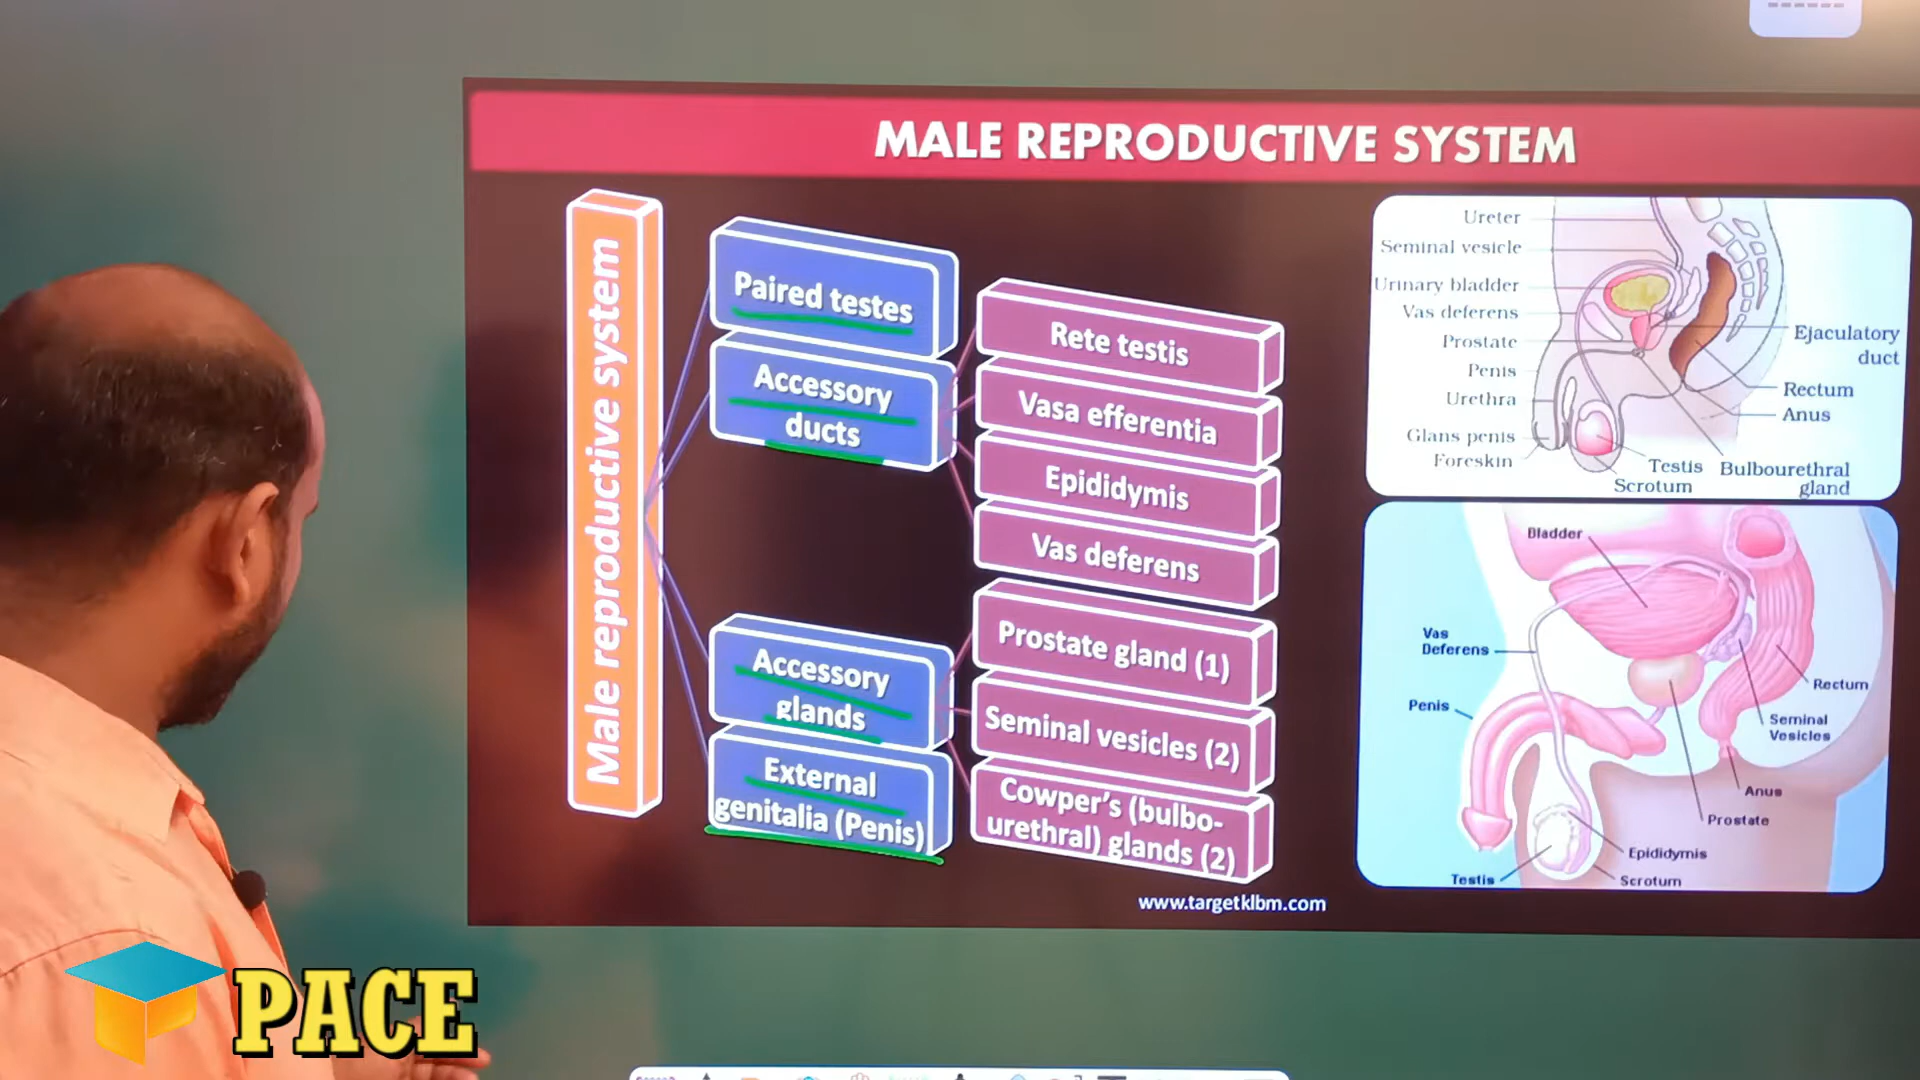 MALE REPRODUCTIVE SYSTEM
Male reproductive system
Paired testes
Accessory
ducts
Accessory
glands
External
genitalia (Penis)
Rete testis
Vasa efferentia
Epididymis
Vas deferens
Prostate gland (1)
Seminal vesicles (2)
Cowper's (bulbo-
urethral) glands (2)
www.targetklbm.com
Ureter
Seminal vesicle
Urinary bladder
Vas deferens
Prostate
Penis
Urethra
Glans penis
Foreskin
Testis
Scrotum
Ejaculatory
duct
Rectum
Anus
Bulbourethral
gland
Bladder
Vas
Deferens
Penis
Rectum
Seminal
Vesicles
Anus
Prostate
Epididymis
Testis
Scrotum
PACE